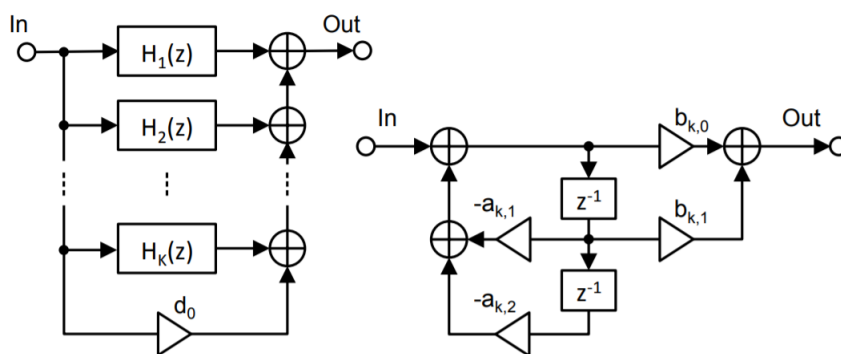 In
Out
H₁(z)
H₂(z)
Hₖ(z)
d₀
In
Out
bₖ,₀
z⁻¹
-aₖ,₁
bₖ,₁
z⁻¹
-aₖ,₂